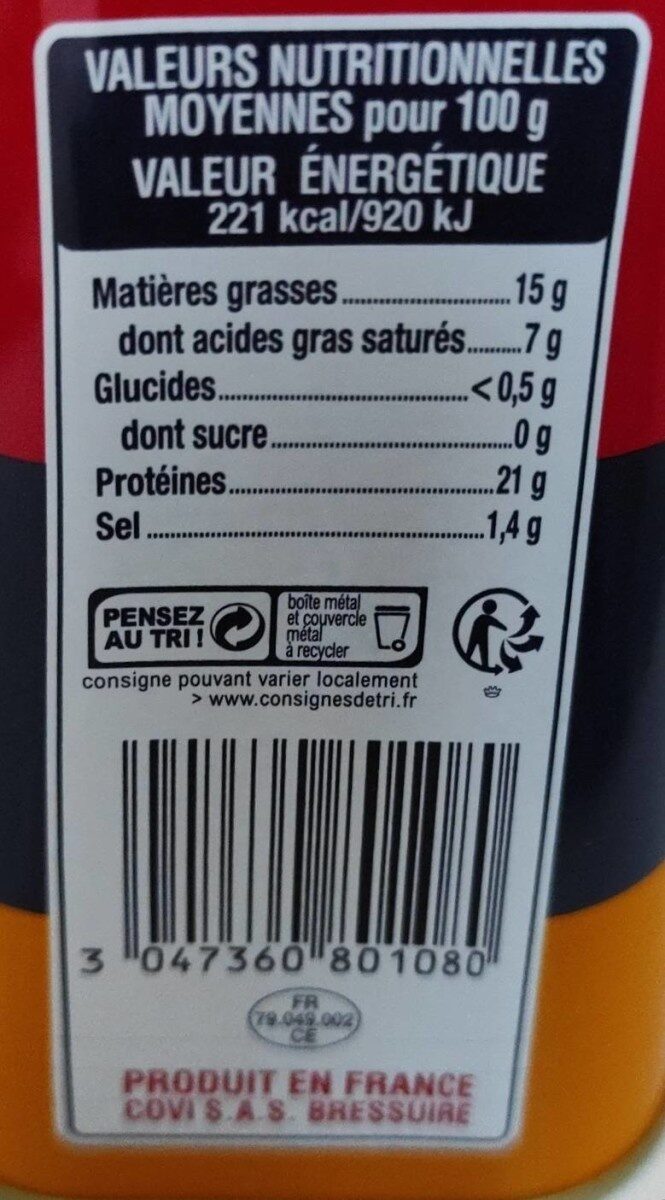 VALEURS NUTRITIONNELLES
MOYENNES pour 100 g
VALEUR ÉNERGÉTIQUE
221 kcal/920 kJ
Matières grasses..........15 g
dont acides gras saturés..........7 g
Glucides..........<0,5 g
dont sucre..........0 g
Protéines..........21 g
Sel..........1,4 g
PENSEZ
AU TRI !
boîte métal
et couvercle
métal
à recycler
consigne pouvant varier localement
> www.consignesdetri.fr
3 047360 801080
FR
79.049.002
CE
PRODUIT EN FRANCE
COVI S.A.S. BRESSUIRE